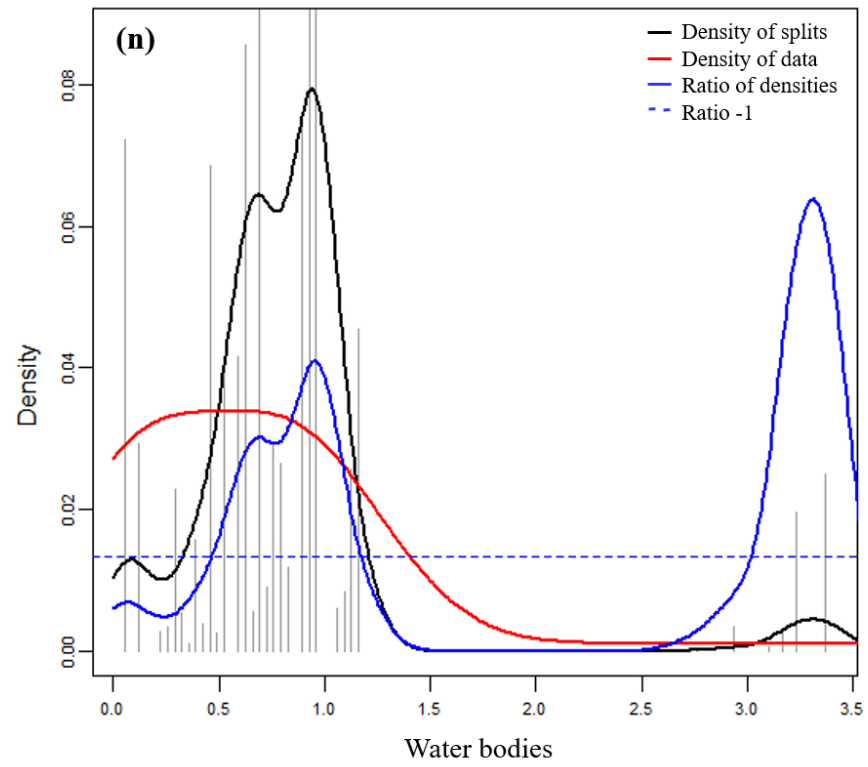 (n)
Density of splits
Density of data
Ratio of densities
Ratio -1
Density
0.08
0.06
0.04
0.02
0.00
0.0 0.5 1.0 1.5 2.0 2.5 3.0 3.5
Water bodies